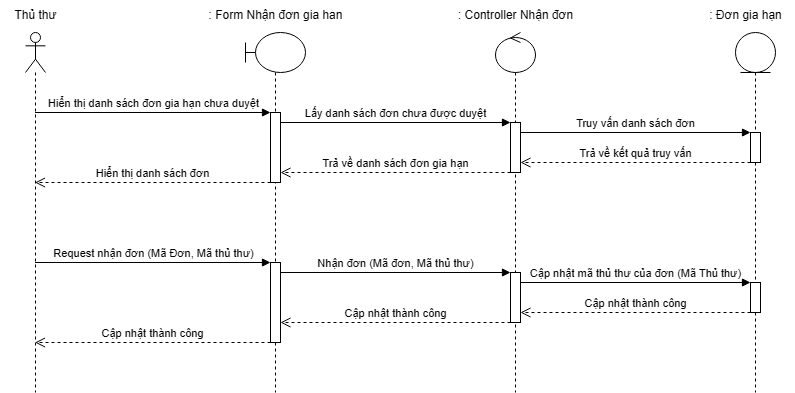 Thủ thư
: Form Nhận đơn gia han
: Controller Nhận đơn
: Đơn gia hạn
Hiển thị danh sách đơn gia hạn chưa duyệt
Lấy danh sách đơn chưa được duyệt
Truy vấn danh sách đơn
Trả về kết quả truy vấn
Trả về danh sách đơn gia hạn
Hiển thị danh sách đơn
Request nhận đơn (Mã Đơn, Mã thủ thư)
Nhận đơn (Mã đơn, Mã thủ thư)
Cập nhật mã thủ thư của đơn (Mã Thủ thư)
Cập nhật thành công
Cập nhật thành công
Cập nhật thành công